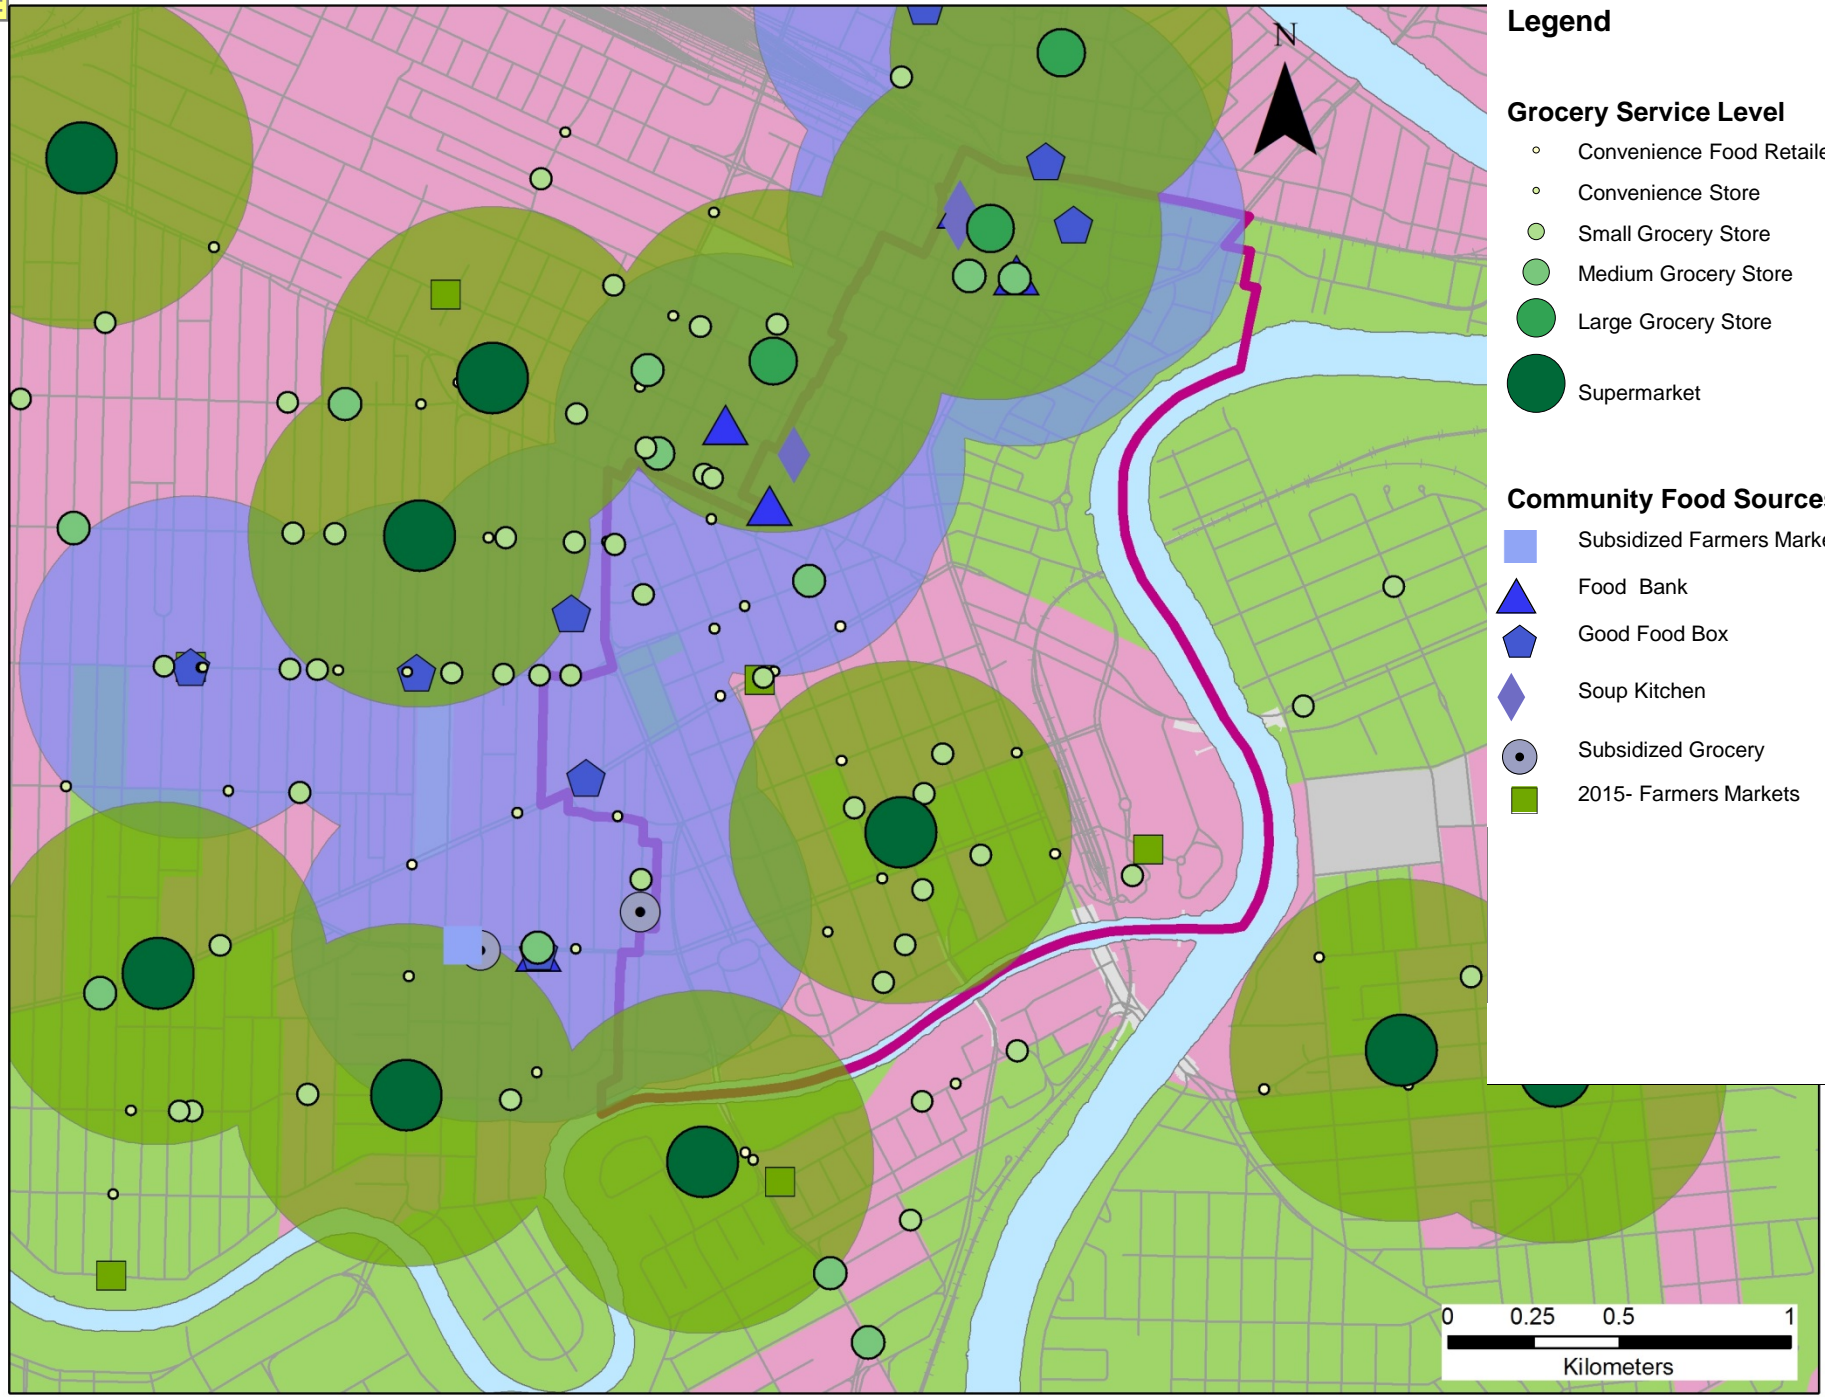 N
Legend
Grocery Service Level
Convenience Food Retaile
Convenience Store
Small Grocery Store
Medium Grocery Store
Large Grocery Store
Supermarket
Community Food Sources
Subsidized Farmers Marke
Food Bank
Good Food Box
Soup Kitchen
Subsidized Grocery
2015- Farmers Markets
0 0.25 0.5 1
Kilometers